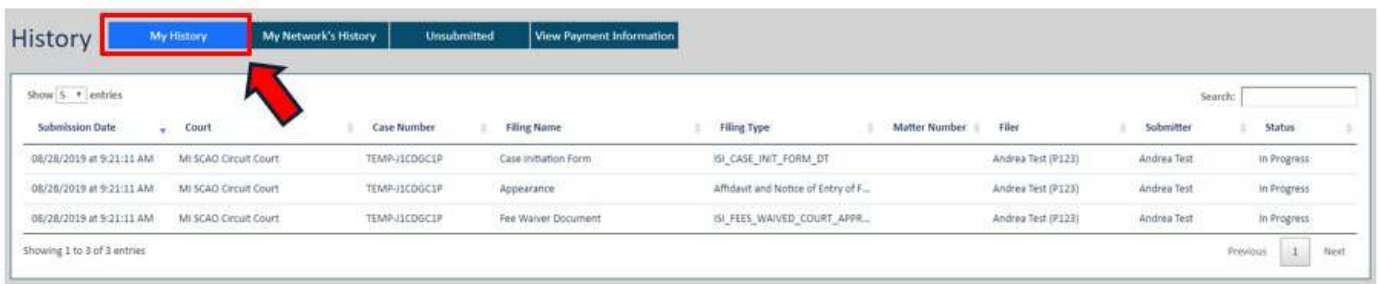 History My History My Network's History Unsubmitted View Payment Information
Show 5 entries Search:
Submission Date Court Case Number Filing Name Filing Type Matter Number Filer Submitter Status
08/28/2019 at 9:21:11 AM MI SCAO Circuit Court TEMP-J1CDGC1P Case Initiation Form ISI_CASE_INIT_FORM_DT Andrea Test (P123) Andrea Test In Progress
08/28/2019 at 9:21:11 AM MI SCAO Circuit Court TEMP-J1CDGC1P Appearance Affidavit and Notice of Entry of F... Andrea Test (P123) Andrea Test In Progress
08/28/2019 at 9:21:11 AM MI SCAO Circuit Court TEMP-J1CDGC1P Fee Waiver Document ISI_FEES_WAIVED_COURT_APPR... Andrea Test (P123) Andrea Test In Progress
Showing 1 to 3 of 3 entries Previous 1 Next